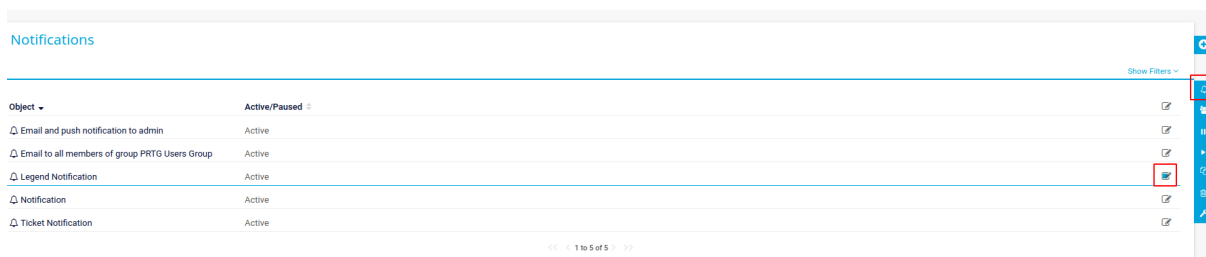 Notifications
Show Filters
Object Active/Paused
Email and push notification to admin Active
Email to all members of group PRTG Users Group Active
Legend Notification Active
Notification Active
Ticket Notification Active
<< < 1 to 5 of 5 > >>